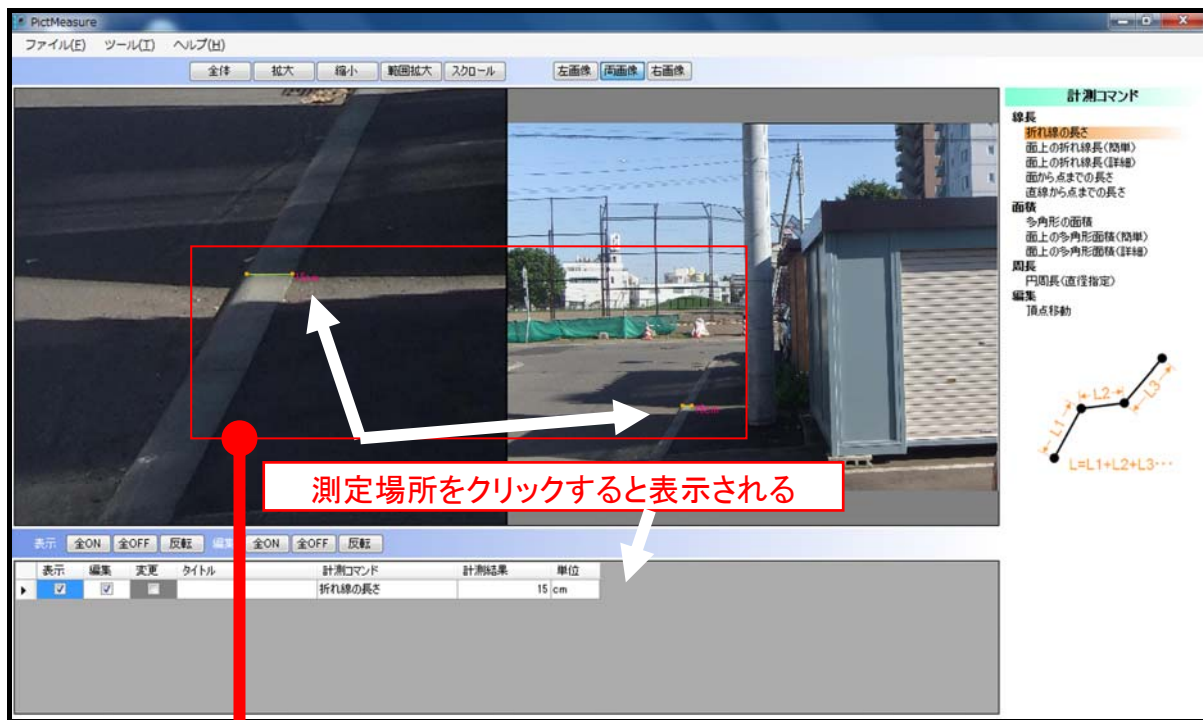 PictMeasure
ファイル(F) ツール(T) ヘルプ(H)
全体 拡大 縮小 範囲拡大 スクロール 左画像 両画像 右画像
計測コマンド
線長
折れ線の長さ
面上の折れ線長(簡単)
面上の折れ線長(詳細)
面から点までの長さ
直線から点までの長さ
面積
多角形の面積
面上の多角形面積(簡単)
面上の多角形面積(詳細)
周長
円周長(直径指定)
編集
頂点移動
L1 L2 L3
L=L1+L2+L3···
測定場所をクリックすると表示される
表示 全ON 全OFF 反転 編集 全ON 全OFF 反転
表示 編集 変更 タイトル 計測コマンド 計測結果 単位
折れ線の長さ 15 cm